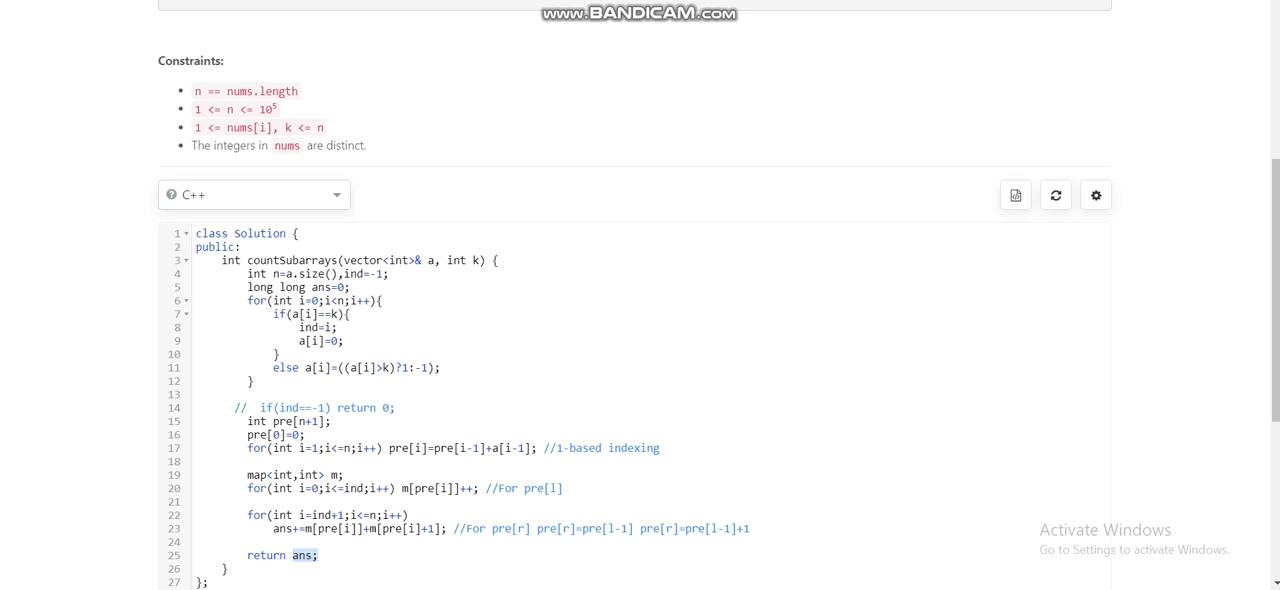 www.BANDICAM.com
Constraints:
n == nums.length
1 <= n <= 10⁵
1 <= nums[i], k <= n
The integers in nums are distinct.
C++
1 class Solution {
2 public:
3 int countSubarrays(vector<int>& a, int k) {
4 int n=a.size(),ind=-1;
5 long long ans=0;
6 for(int i=0;i<n;i++){
7 if(a[i]==k){
8 ind=i;
9 a[i]=0;
10 }
11 else a[i]=((a[i]>k)?1:-1);
12 }
13
14 // if(ind==-1) return 0;
15 int pre[n+1];
16 pre[0]=0;
17 for(int i=1;i<=n;i++) pre[i]=pre[i-1]+a[i-1]; //1-based indexing
18
19 map<int,int> m;
20 for(int i=0;i<=ind;i++) m[pre[i]]++; //For pre[l]
21
22 for(int i=ind+1;i<=n;i++)
23 ans+=m[pre[i]]+m[pre[i]+1]; //For pre[r] pre[r]=pre[l-1] pre[r]=pre[l-1]+1
24
25 return ans;
26 }
27 };
Activate Windows
Go to Settings to activate Windows.